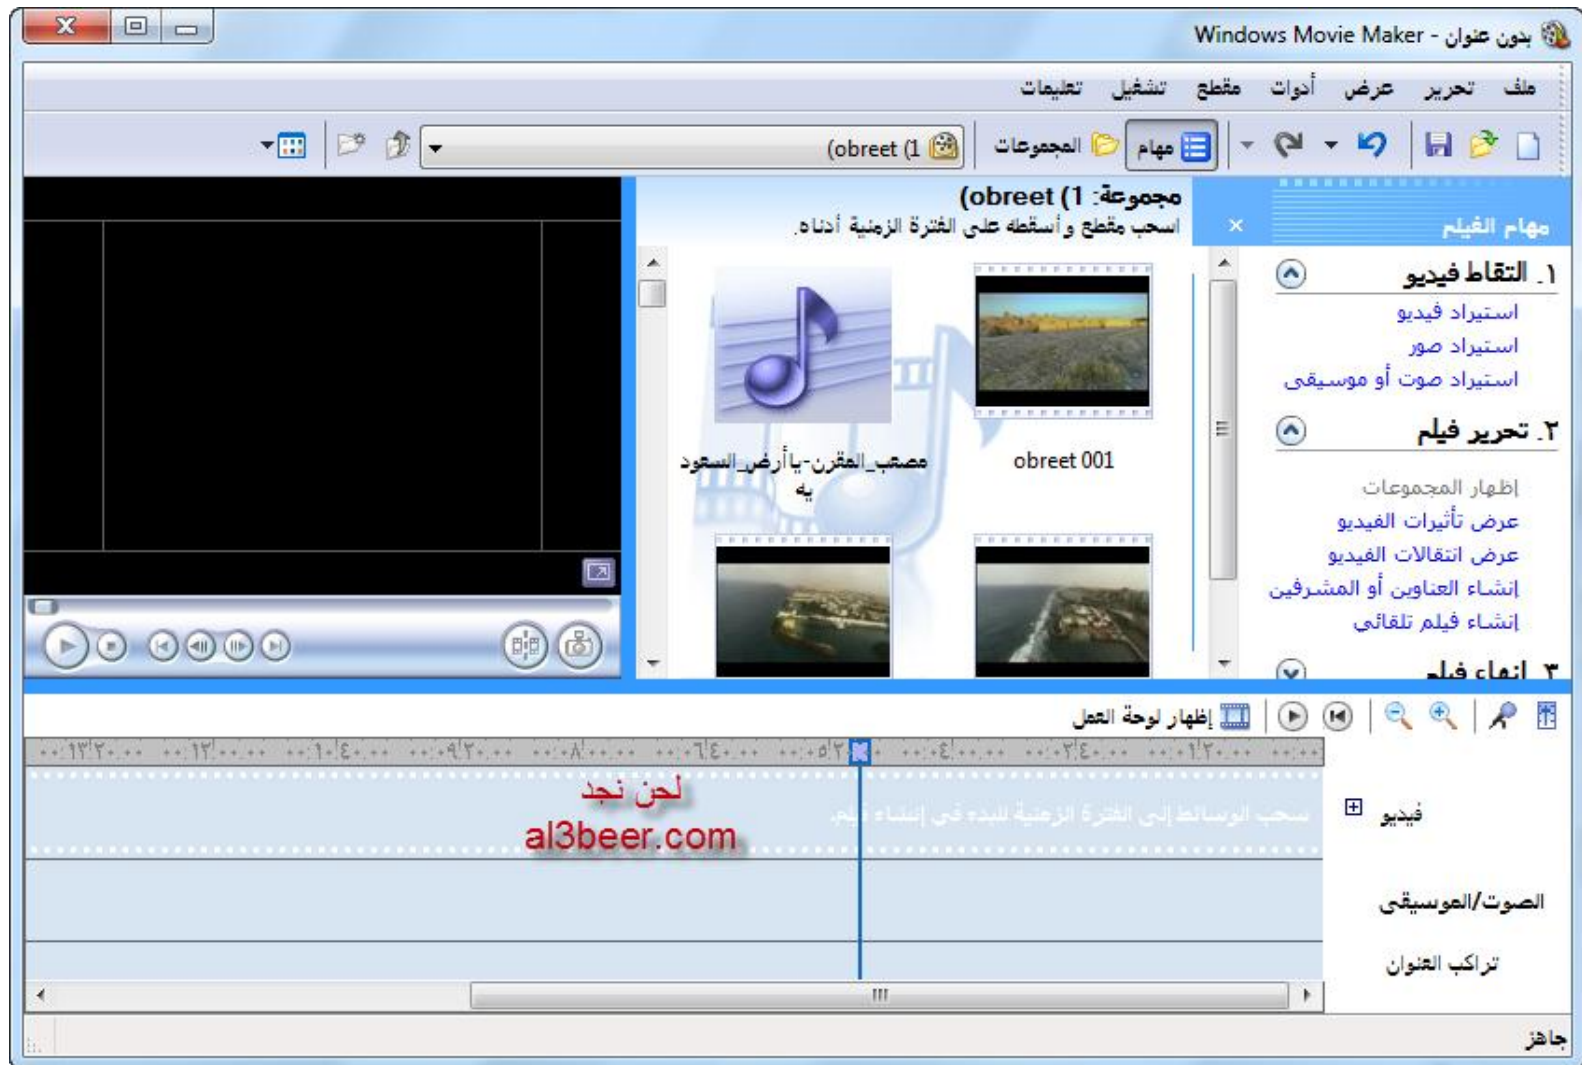 بدون عنوان - Windows Movie Maker
ملف تحرير عرض أدوات مقطع تشغيل تعليمات
مهام المجموعات obreet (1)
مهام الفيلم
مجموعة: obreet (1)
اسحب مقطع و أسقطه على الفترة الزمنية أدناه.
١. التقاط فيديو
استيراد فيديو
استيراد صور
استيراد صوت أو موسيقى
٢. تحرير فيلم
إظهار المجموعات
عرض تأثيرات الفيديو
عرض انتقالات الفيديو
إنشاء العناوين أو المشرفين
إنشاء فيلم تلقائي
٣. إنهاء فيلم
obreet 001
مصعب_المقرن-ياأرض_السعود
يه
إظهار لوحة العمل
فيديو
سحب الوسائط إلى الفترة الزمنية للبدء في إنشاء فيلم.
لحن نجد
al3beer.com
الصوت/الموسيقى
تراكب العنوان
جاهز